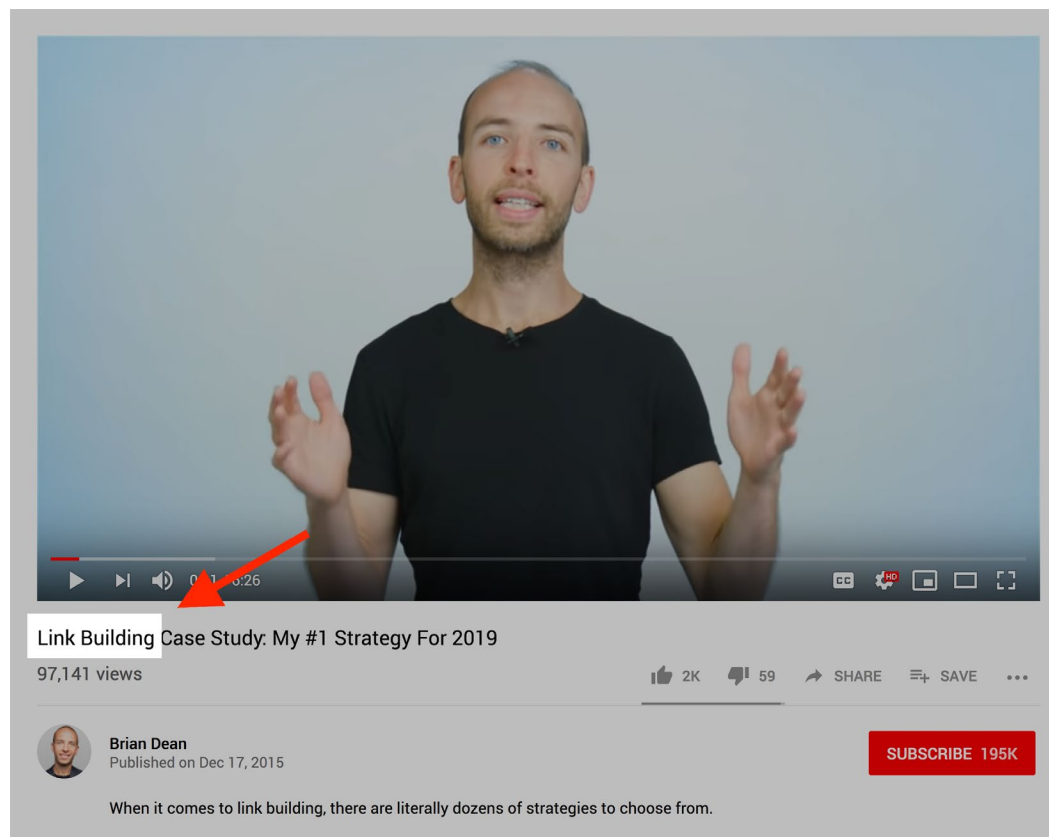 6:26
CC HD
Link Building Case Study: My #1 Strategy For 2019
97,141 views
2K 59 SHARE SAVE
Brian Dean
Published on Dec 17, 2015
SUBSCRIBE 195K
When it comes to link building, there are literally dozens of strategies to choose from.